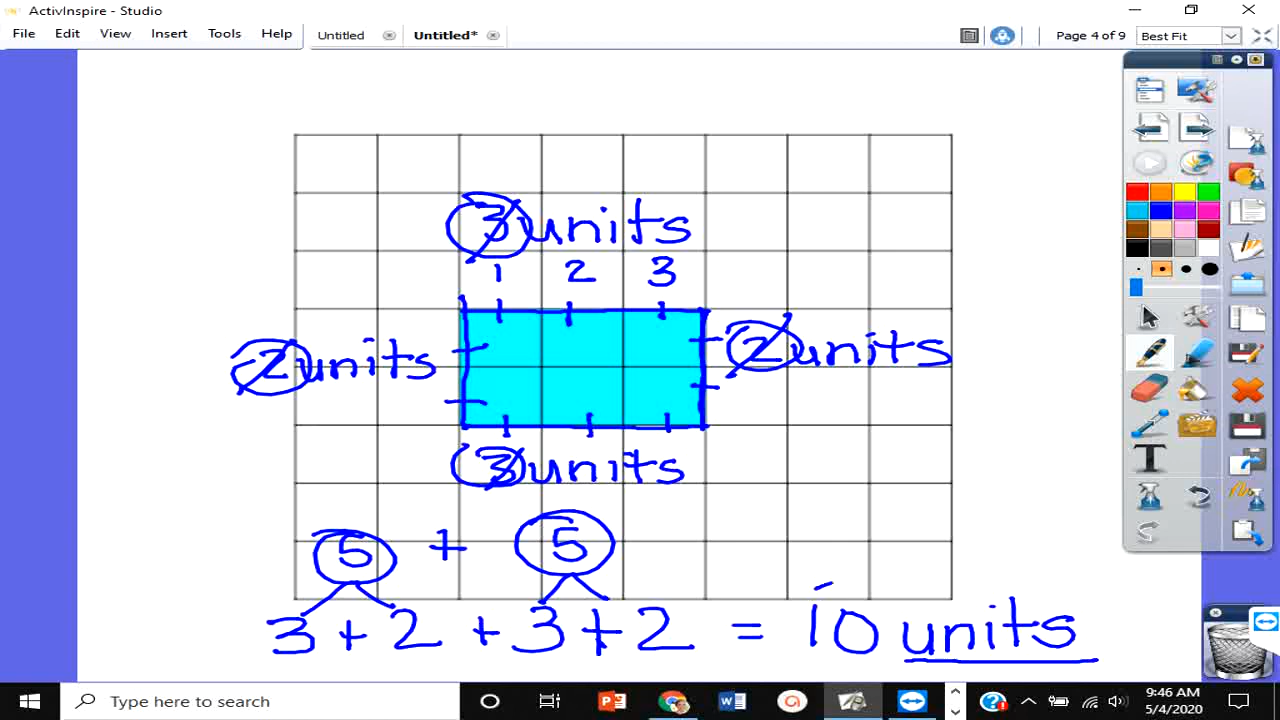 ActivInspire - Studio
File Edit View Insert Tools Help Untitled Untitled* Page 4 of 9 Best Fit
3 units
1 2 3
2 units 2 units
3 units
5 + 5
3 + 2 + 3 + 2 = 10 units
T
Type here to search
9:46 AM
5/4/2020